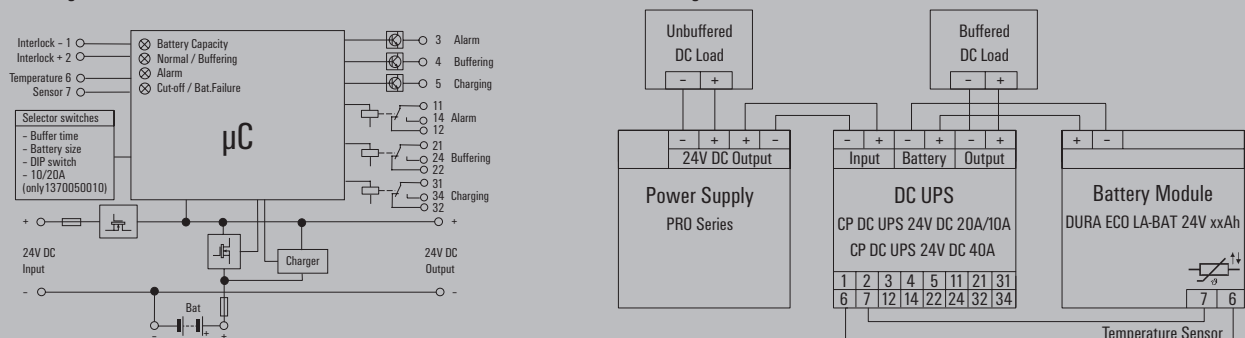 Interlock – 1
Interlock + 2
Temperature 6
Sensor 7
Battery Capacity
Normal / Buffering
Alarm
Cut-off / Bat.Failure
μC
Selector switches
– Buffer time
– Battery size
– DIP switch
– 10/20A
(only1370050010)
3 Alarm
4 Buffering
5 Charging
11
14 Alarm
12
21
24 Buffering
22
31
34 Charging
32
+
+
24V DC
Input
24V DC
Output
Charger
–
–
Bat
–
+
Unbuffered
DC Load
– +
Buffered
DC Load
– +
– + + –
24V DC Output
Power Supply
PRO Series
– + – + – +
Input Battery Output
DC UPS
CP DC UPS 24V DC 20A/10A
CP DC UPS 24V DC 40A
1 2 3 4 5 11 21 31
6 7 12 14 22 24 32 34
+ –
Battery Module
DURA ECO LA-BAT 24V xxAh
ϑ
7 6
Temperature Sensor